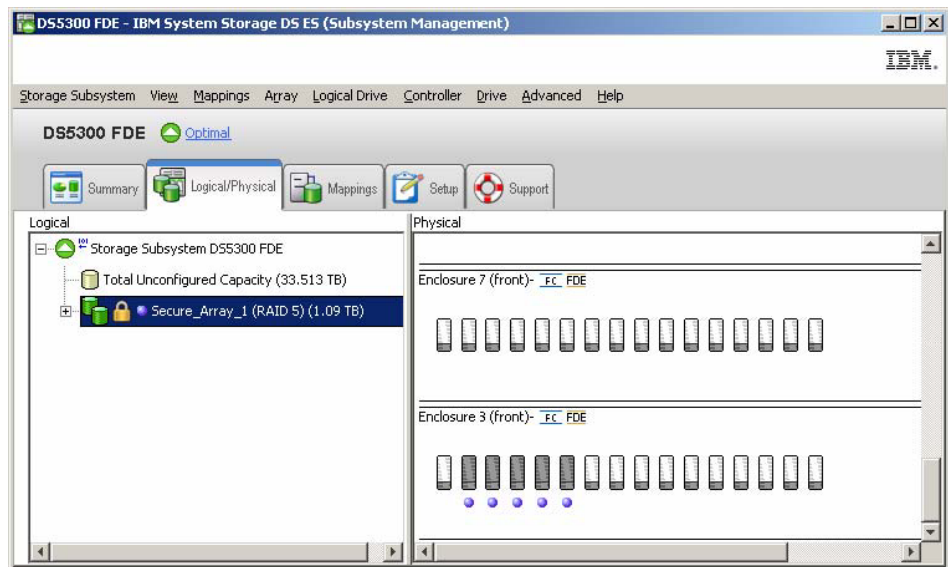 DS5300 FDE - IBM System Storage DS ES (Subsystem Management)
IBM.
Storage Subsystem View Mappings Array Logical Drive Controller Drive Advanced Help
DS5300 FDE Optimal
Summary Logical/Physical Mappings Setup Support
Logical
Storage Subsystem DS5300 FDE
Total Unconfigured Capacity (33.513 TB)
Secure_Array_1 (RAID 5) (1.09 TB)
Physical
Enclosure 7 (front)- FC FDE
Enclosure 3 (front)- FC FDE